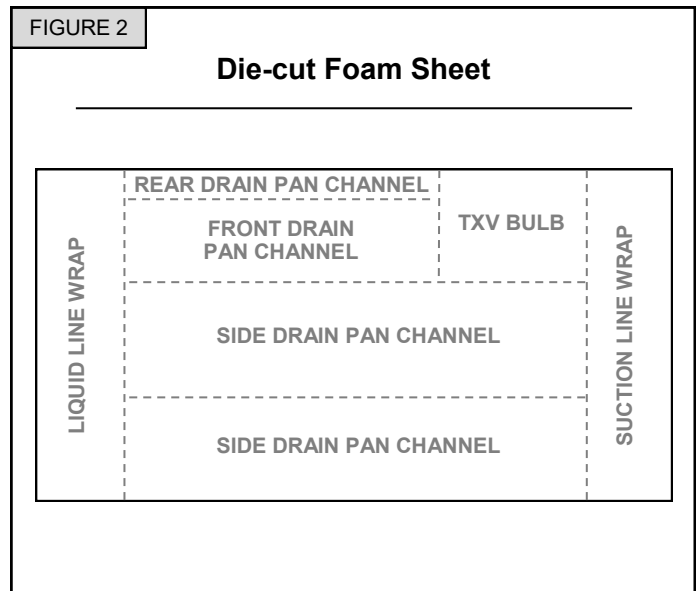 FIGURE 2
Die-cut Foam Sheet
LIQUID LINE WRAP
REAR DRAIN PAN CHANNEL
FRONT DRAIN
PAN CHANNEL
TXV BULB
SIDE DRAIN PAN CHANNEL
SIDE DRAIN PAN CHANNEL
SUCTION LINE WRAP